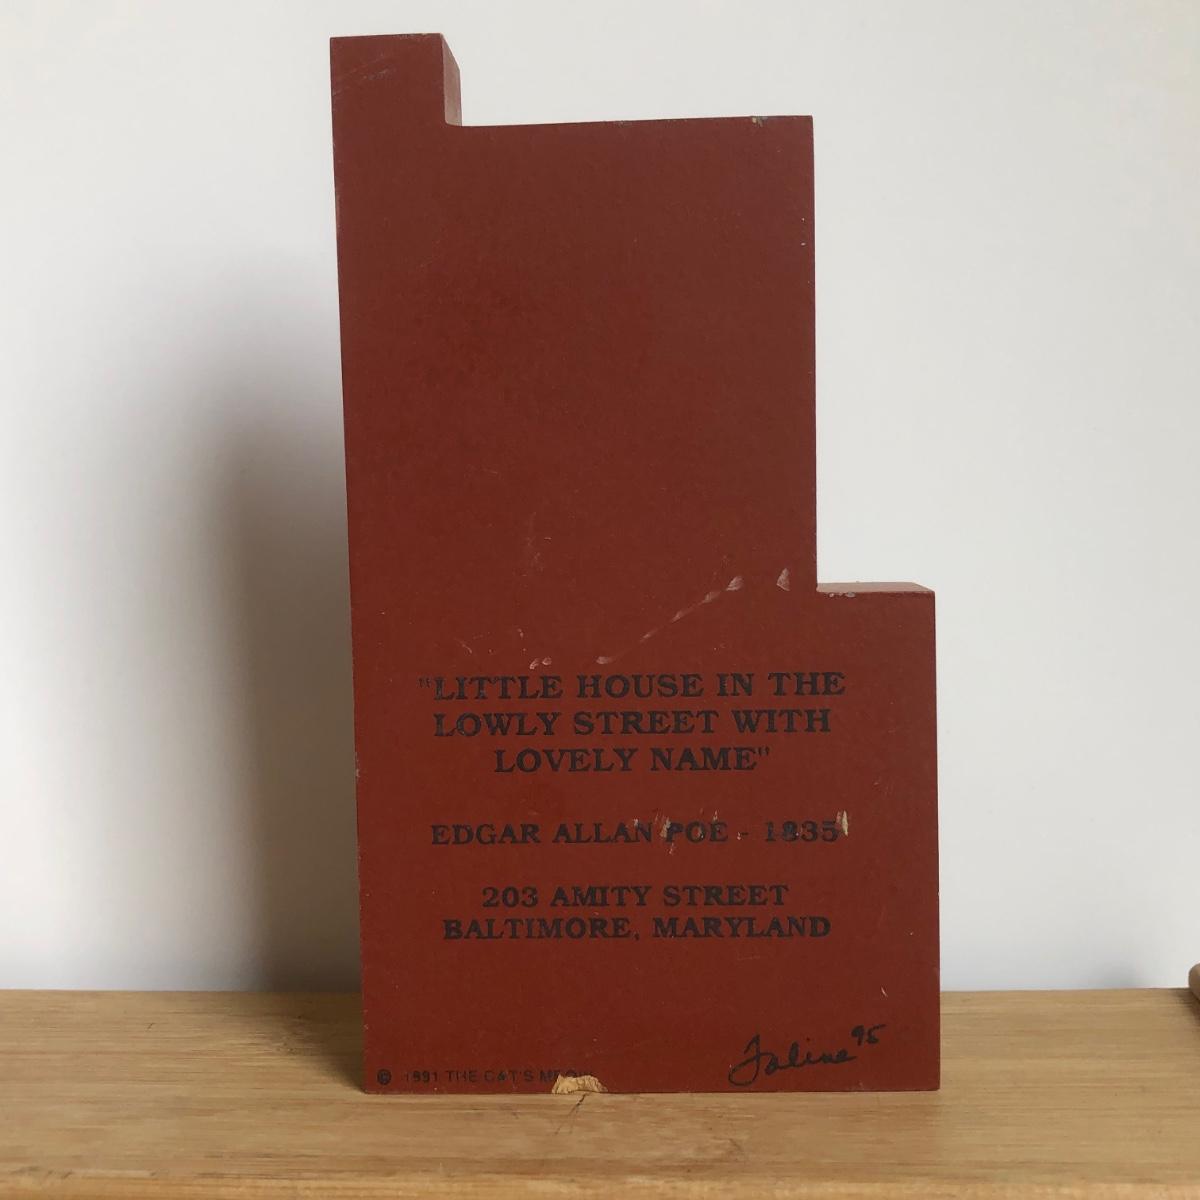 "LITTLE HOUSE IN THE
LOWLY STREET WITH
LOVELY NAME"
EDGAR ALLAN POE - 1835
203 AMITY STREET
BALTIMORE, MARYLAND
Faline 95
© 1991 THE CAT'S MEOW